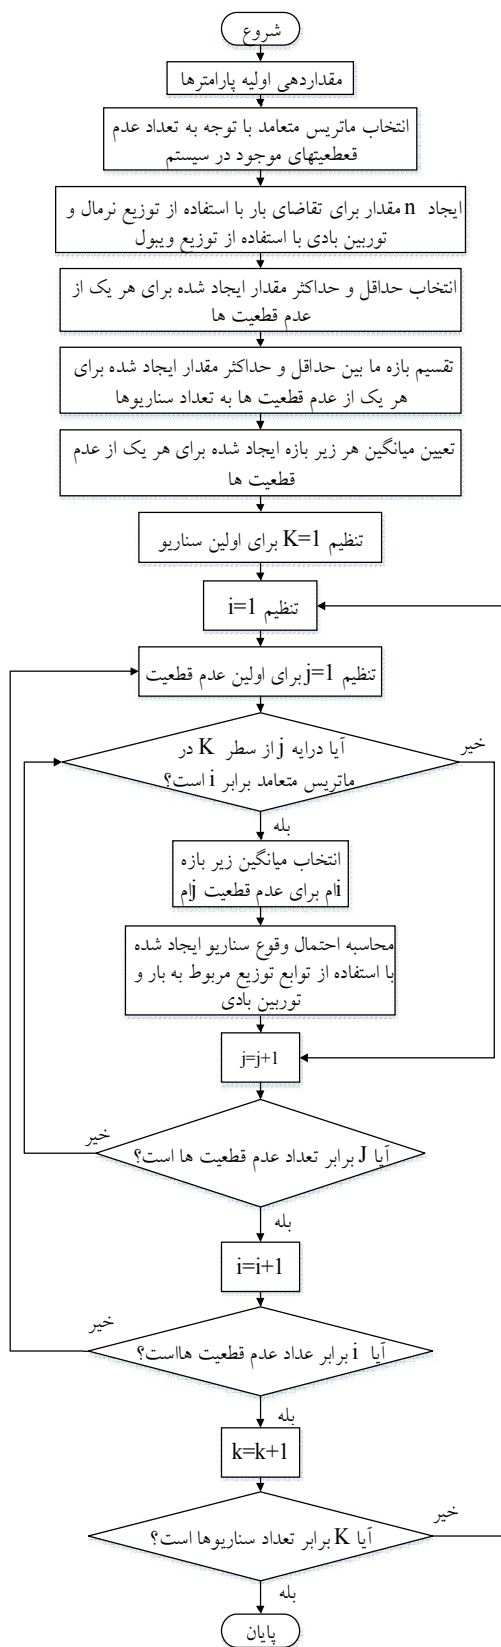 شروع
مقداردهی اولیه پارامترها
انتخاب ماتریس متعامد با توجه به تعداد عدم
قعطعیتهای موجود در سیستم
ایجاد n مقدار برای تقاضای بار با استفاده از توزیع نرمال و
توربین بادی با استفاده از توزیع ویبول
انتخاب حداقل و حداکثر مقدار ایجاد شده برای هر یک از
عدم قطعیت ها
تقسیم بازه ما بین حداقل و حداکثر مقدار ایجاد شده برای
هر یک از عدم قطعیت ها به تعداد سناریوها
تعیین میانگین هر زیر بازه ایجاد شده برای هر یک از عدم
قطعیت ها
تنظیم K=1 برای اولین سناریو
تنظیم i=1
تنظیم j=1 برای اولین عدم قطعیت
آیا درایه j از سطر K در
ماتریس متعامد برابر i است؟
خیر
بله
انتخاب میانگین زیر بازه
iام برای عدم قطعیت jام
محاسبه احتمال وقوع سناریو ایجاد شده
با استفاده از توابع توزیع مربوط به بار و
توربین بادی
j=j+1
خیر
آیا J برابر تعداد عدم قطعیت ها است؟
بله
i=i+1
خیر
آیا i برابر عداد عدم قطعیت هااست؟
بله
k=k+1
خیر
آیا K برابر تعداد سناریوها است؟
بله
پایان